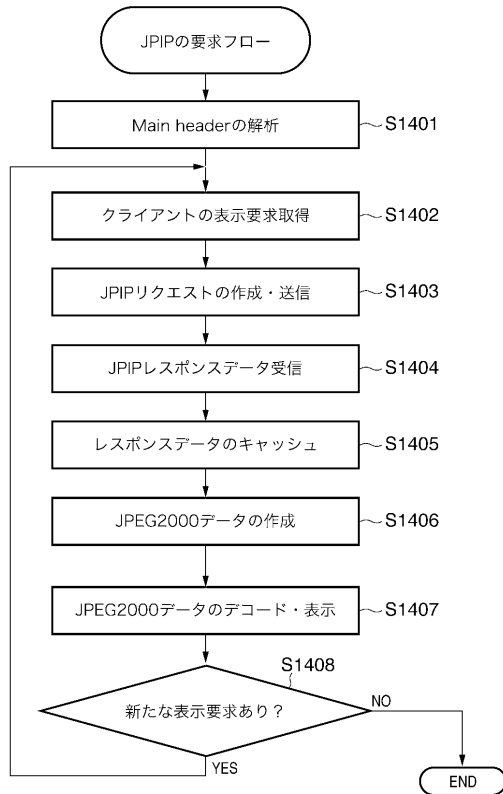 JPIPの要求フロー
Main headerの解析
S1401
クライアントの表示要求取得
S1402
JPIPリクエストの作成・送信
S1403
JPIPレスポンスデータ受信
S1404
レスポンスデータのキャッシュ
S1405
JPEG2000データの作成
S1406
JPEG2000データのデコード・表示
S1407
S1408
新たな表示要求あり？
NO
YES
END